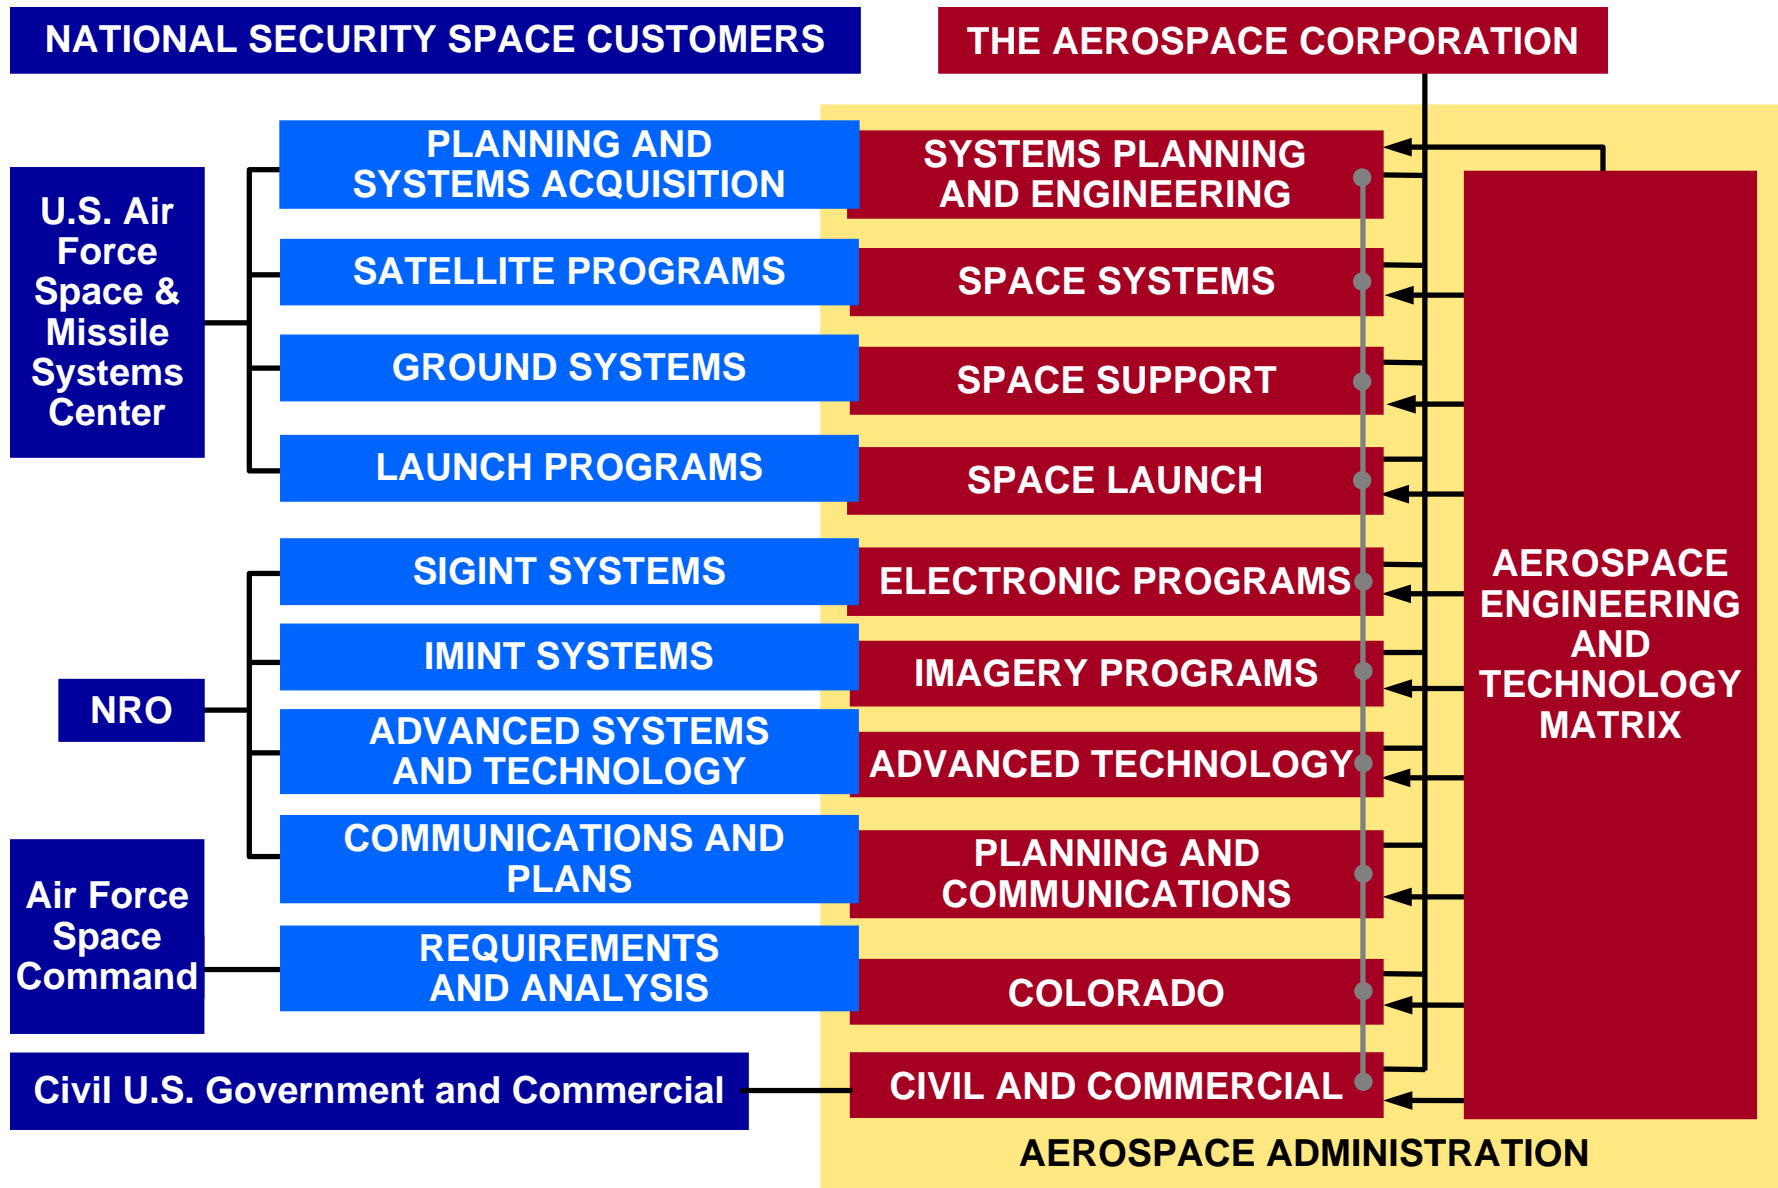 NATIONAL SECURITY SPACE CUSTOMERS
THE AEROSPACE CORPORATION
U.S. Air
Force
Space &
Missile
Systems
Center
PLANNING AND
SYSTEMS ACQUISITION
SYSTEMS PLANNING
AND ENGINEERING
SATELLITE PROGRAMS
SPACE SYSTEMS
GROUND SYSTEMS
SPACE SUPPORT
LAUNCH PROGRAMS
SPACE LAUNCH
NRO
SIGINT SYSTEMS
ELECTRONIC PROGRAMS
IMINT SYSTEMS
IMAGERY PROGRAMS
ADVANCED SYSTEMS
AND TECHNOLOGY
ADVANCED TECHNOLOGY
COMMUNICATIONS AND
PLANS
PLANNING AND
COMMUNICATIONS
Air Force
Space
Command
REQUIREMENTS
AND ANALYSIS
COLORADO
Civil U.S. Government and Commercial
CIVIL AND COMMERCIAL
AEROSPACE
ENGINEERING
AND
TECHNOLOGY
MATRIX
AEROSPACE ADMINISTRATION